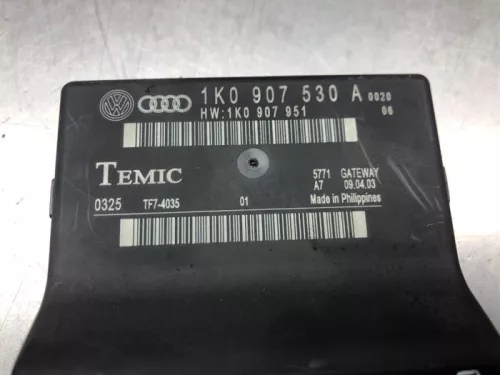 1K0 907 530 A 0020
HW:1K0 907 951 06
TEMIC
5771 GATEWAY
A7 09.04.03
0325 TF7-4035 01 Made in Philippines